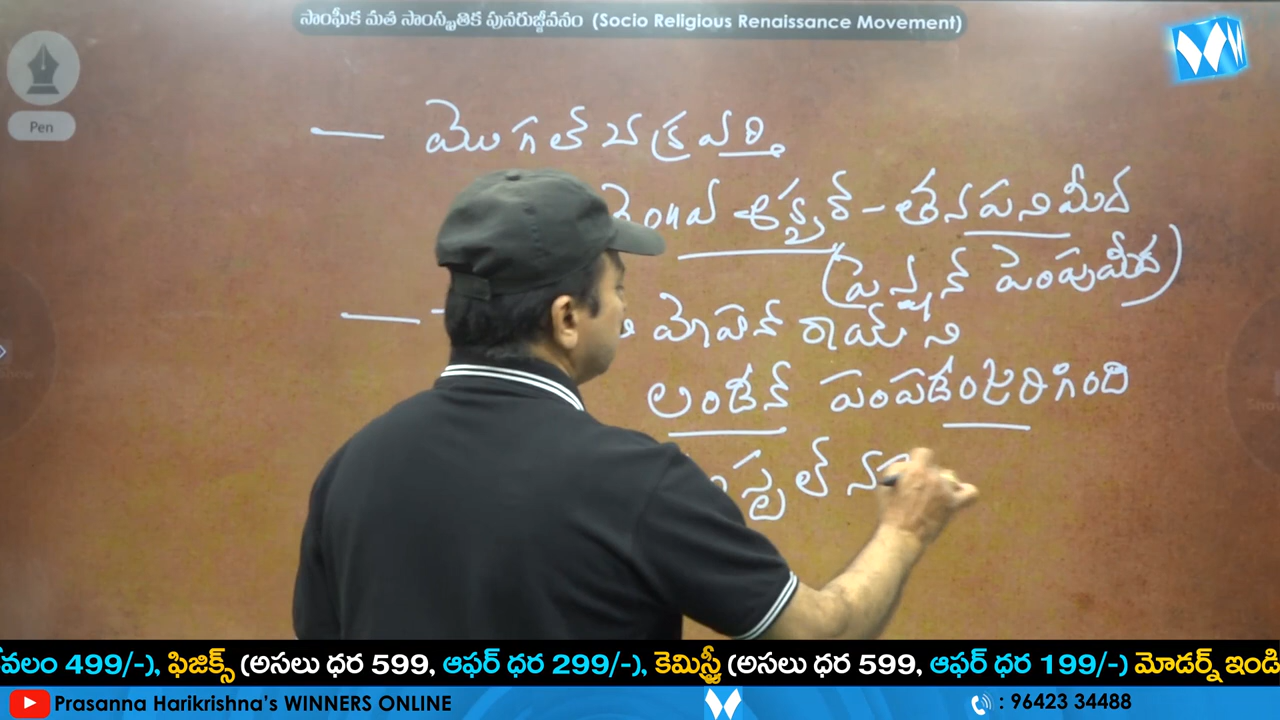 సాంఘీక మత సాంస్కృతిక పునరుజ్జీవనం (Socio Religious Renaissance Movement)
Pen
— మొగల్ చక్రవర్తి
అక్బర్ - తన పని మీద
(పెన్షన్ పెంపు మీద)
— మోహన్ రాయ్ ని
లండన్ పంపడం జరిగింది
వలం 499/-), ఫిజిక్స్ (అసలు ధర 599, ఆఫర్ ధర 299/-), కెమిస్ట్రీ (అసలు ధర 599, ఆఫర్ ధర 199/-) మోడర్న్ ఇండి
Prasanna Harikrishna's WINNERS ONLINE
: 96423 34488